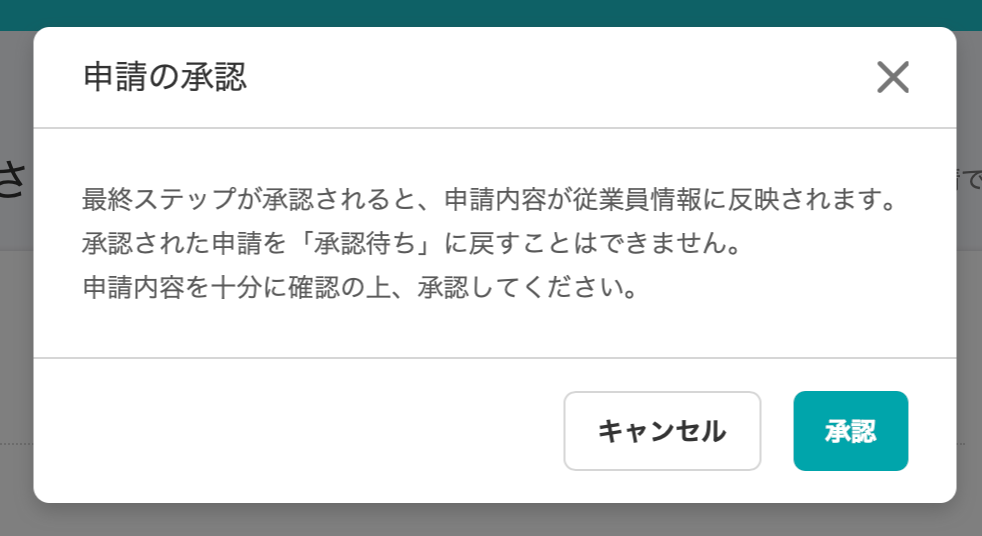 申請の承認
さ
最終ステップが承認されると、申請内容が従業員情報に反映されます。
承認された申請を「承認待ち」に戻すことはできません。
申請内容を十分に確認の上、承認してください。
キャンセル
承認